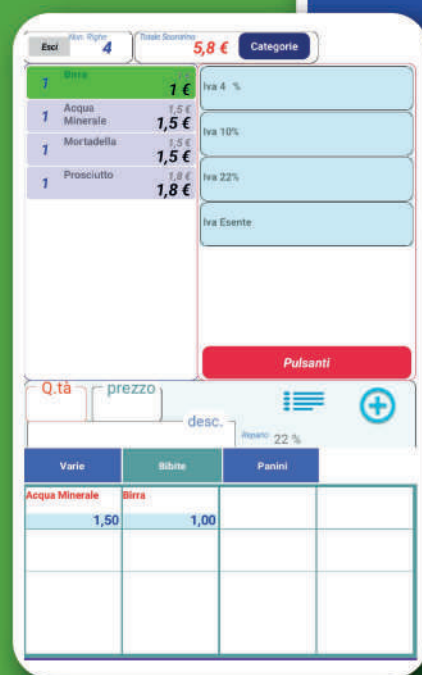 Esci
Num. Righe
4
Totale Scontrino
5,8 €
Categorie
1 Birra 1 €
1 €
1 Acqua Minerale 1,5 €
1,5 €
1 Mortadella 1,5 €
1,5 €
1 Prosciutto 1,8 €
1,8 €
Iva 4 %
Iva 10%
Iva 22%
Iva Esente
Pulsanti
Q.tà
prezzo
desc.
Reparto 22 %
Varie
Bibite
Panini
Acqua Minerale
1,50
Birra
1,00